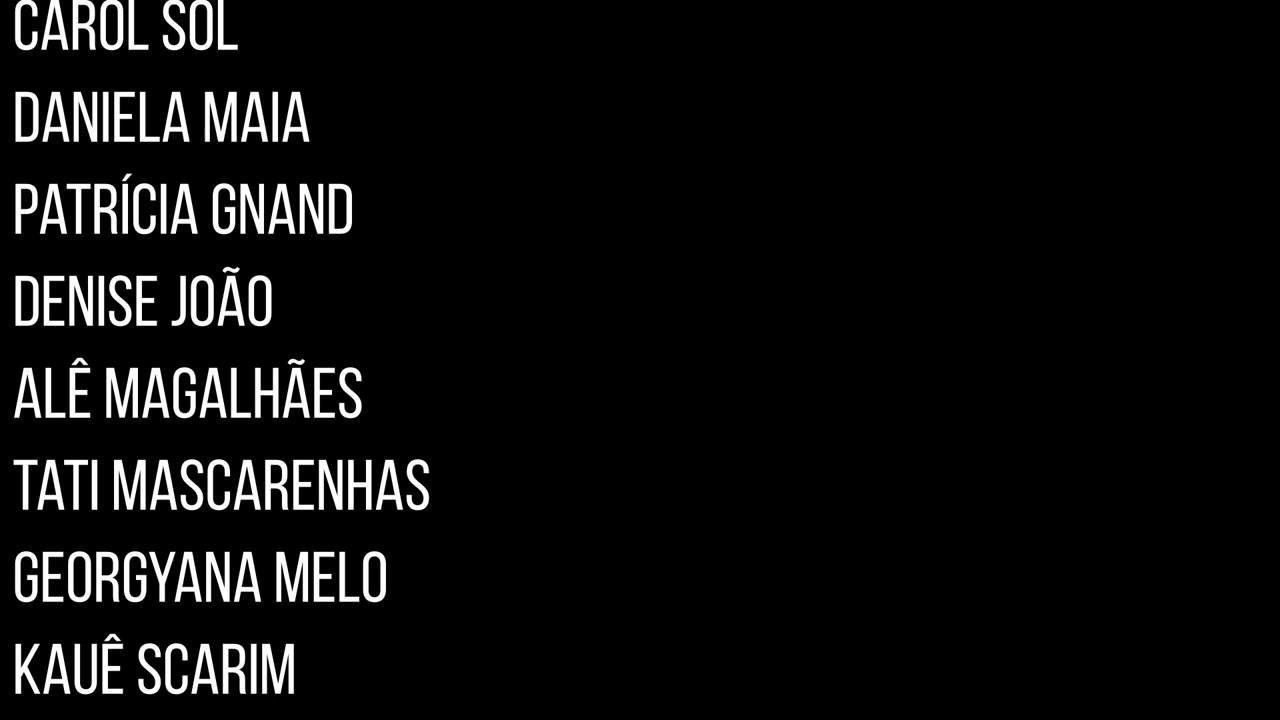 CAROL SOL
DANIELA MAIA
PATRÍCIA GNAND
DENISE JOÃO
ALÊ MAGALHÃES
TATI MASCARENHAS
GEORGYANA MELO
KAUÊ SCARIM